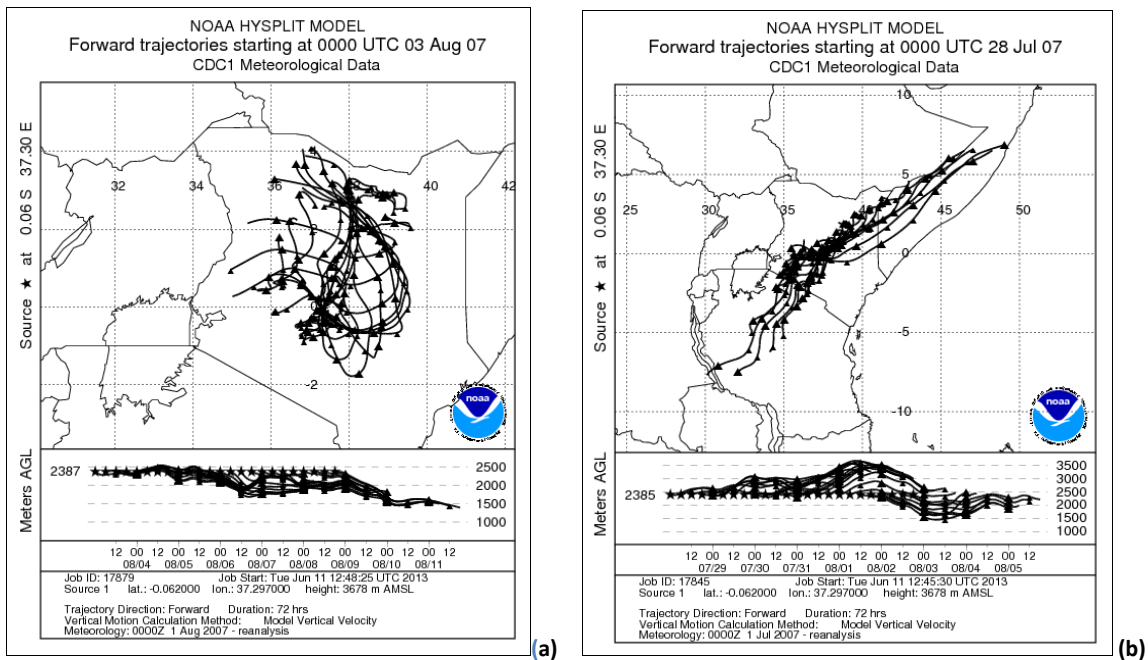 NOAA HYSPLIT MODEL
Forward trajectories starting at 0000 UTC 03 Aug 07
CDC1 Meteorological Data
Source ★ at 0.06 S 37.30 E
32 34 36 38 40 42
4
2
0
-2
noaa
Meters AGL
2387
2500
2000
1500
1000
12 00 12 00 12 00 12 00 12 00 12 00 12 00 12 00 12
08/04 08/05 08/06 08/07 08/08 08/09 08/10 08/11
Job ID: 17879 Job Start: Tue Jun 11 12:48:25 UTC 2013
Source 1 lat.: -0.062000 lon.: 37.297000 height: 3678 m AMSL
Trajectory Direction: Forward Duration: 72 hrs
Vertical Motion Calculation Method: Model Vertical Velocity
Meteorology: 0000Z 1 Aug 2007 - reanalysis
(a)
NOAA HYSPLIT MODEL
Forward trajectories starting at 0000 UTC 28 Jul 07
CDC1 Meteorological Data
Source ★ at 0.06 S 37.30 E
10
5
25 30 35 40 45 50
0
-5
-10
noaa
Meters AGL
2385
3500
3000
2500
2000
1500
1000
12 00 12 00 12 00 12 00 12 00 12 00 12 00 12 00 12
07/29 07/30 07/31 08/01 08/02 08/03 08/04 08/05
Job ID: 17845 Job Start: Tue Jun 11 12:45:30 UTC 2013
Source 1 lat.: -0.062000 lon.: 37.297000 height: 3678 m AMSL
Trajectory Direction: Forward Duration: 72 hrs
Vertical Motion Calculation Method: Model Vertical Velocity
Meteorology: 0000Z 1 Jul 2007 - reanalysis
(b)